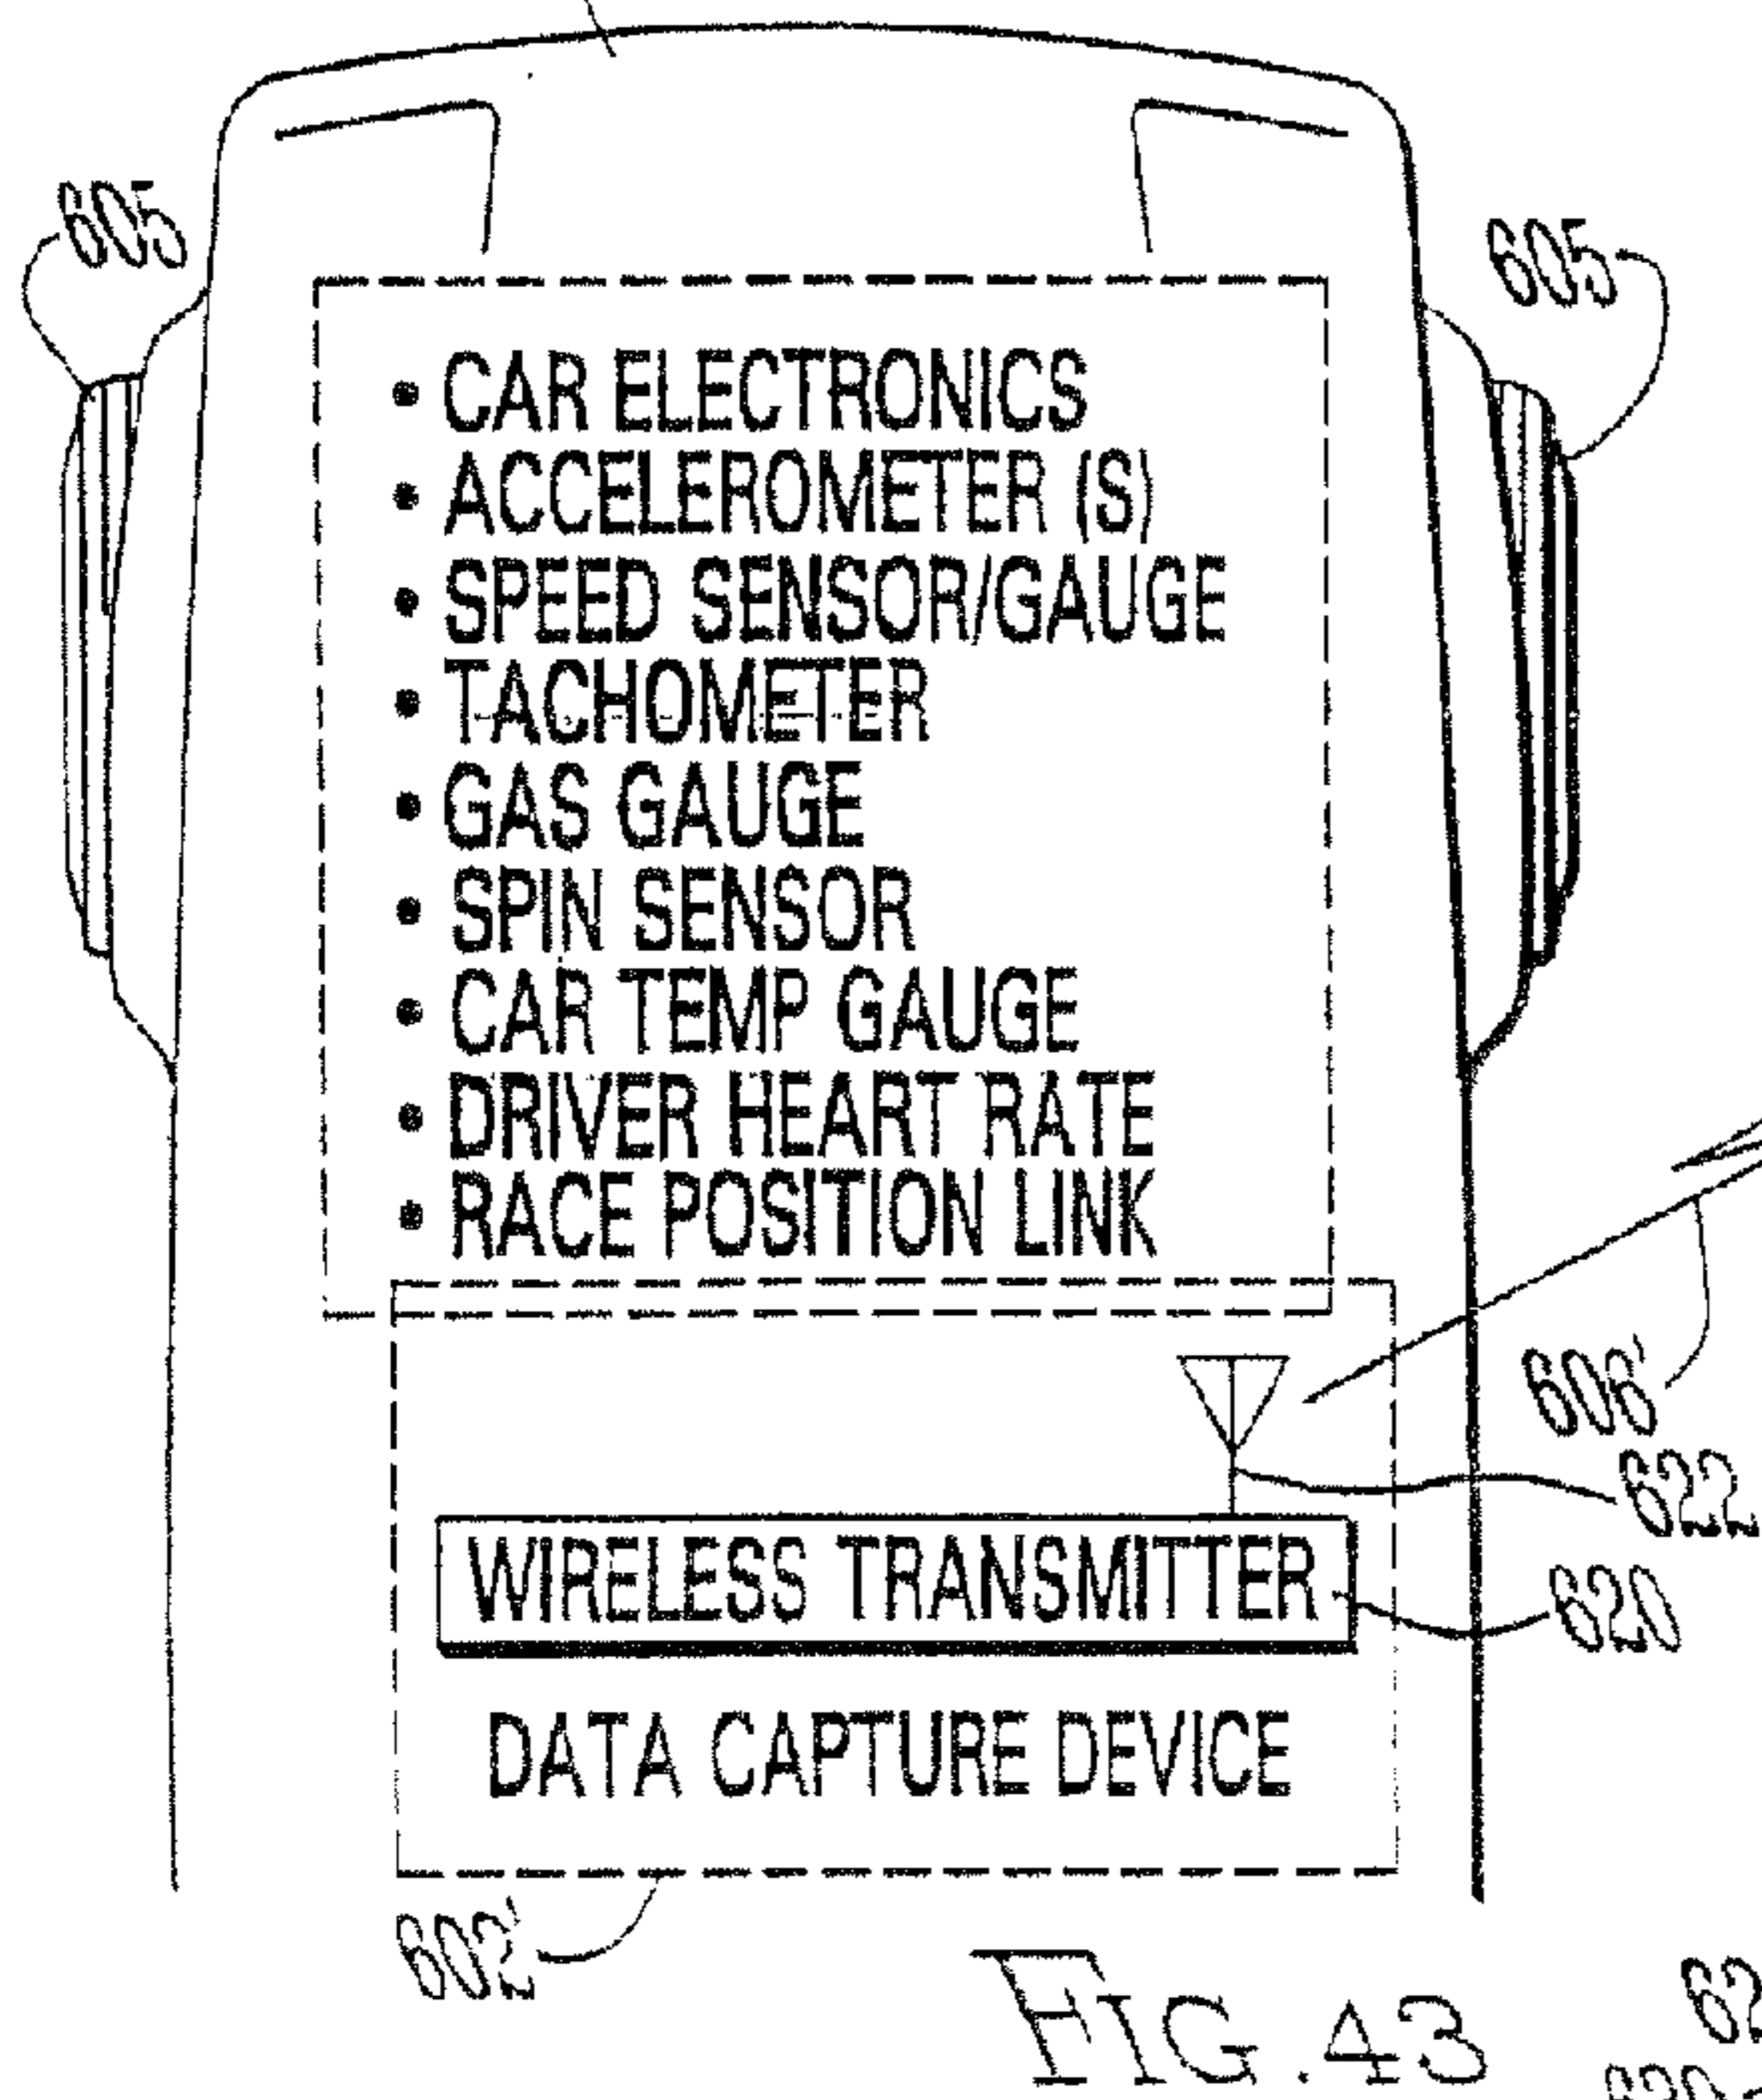 605
605
• CAR ELECTRONICS
• ACCELEROMETER (S)
• SPEED SENSOR/GAUGE
• TACHOMETER
• GAS GAUGE
• SPIN SENSOR
• CAR TEMP GAUGE
• DRIVER HEART RATE
• RACE POSITION LINK
606'
622
WIRELESS TRANSMITTER
620
DATA CAPTURE DEVICE
602'
FIG. 43